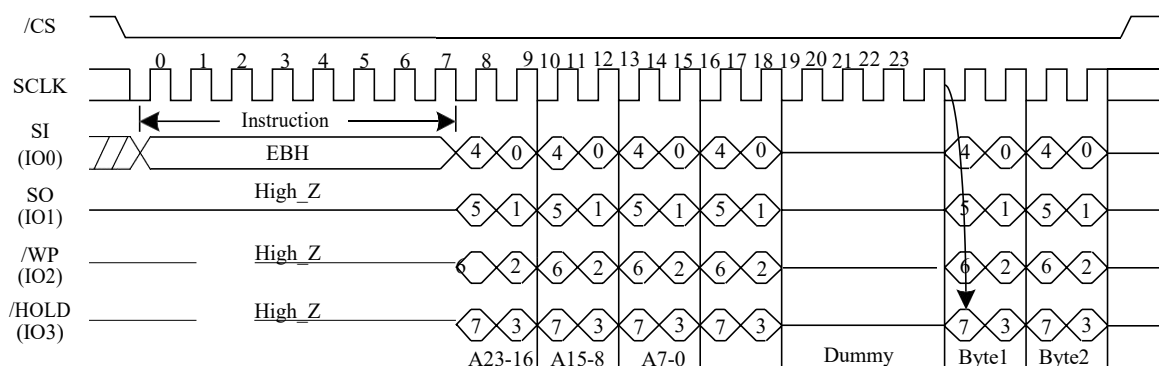 /CS
0 1 2 3 4 5 6 7 8 9 10 11 12 13 14 15 16 17 18 19 20 21 22 23
SCLK
Instruction
SI
(IO0)
EBH
4 0 4 0 4 0 4 0 4 0 4 0
High_Z
SO
(IO1)
5 1 5 1 5 1 5 1 5 1 5 1
/WP
(IO2)
High_Z
6 2 6 2 6 2 6 2 6 2 6 2
/HOLD
(IO3)
High_Z
7 3 7 3 7 3 7 3 7 3 7 3
A23-16 A15-8 A7-0 Dummy Byte1 Byte2